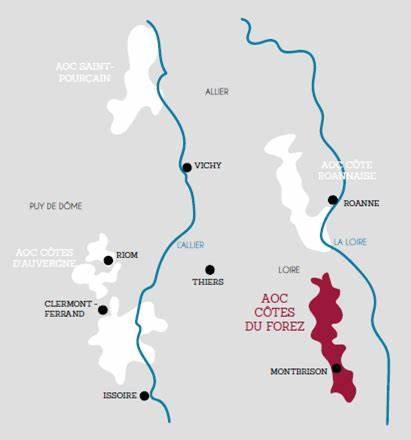 AOC SAINT-
POURÇAIN
ALLIER
VICHY
AOC CÔTE
ROANNAISE
ROANNE
PUY DE DÔME
L'ALLIER
LA LOIRE
AOC CÔTES
D'AUVERGNE
RIOM
THIERS
LOIRE
CLERMONT-
FERRAND
AOC
CÔTES
DU FOREZ
MONTBRISON
ISSOIRE